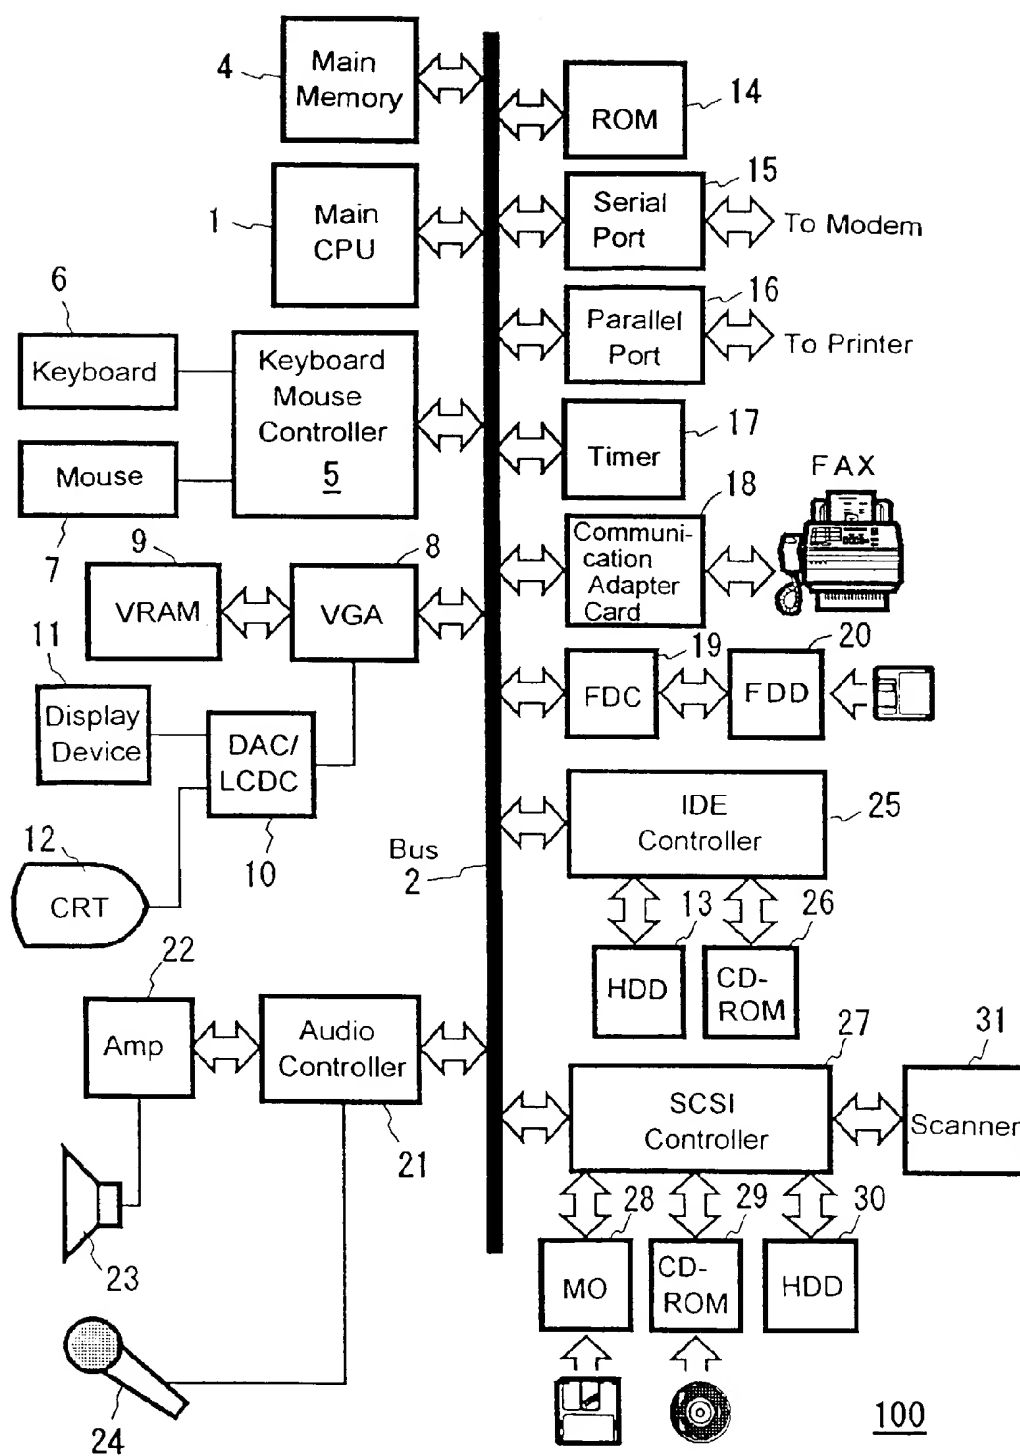 4
Main
Memory
14
ROM
1
Main
CPU
15
Serial
Port
To Modem
16
Parallel
Port
To Printer
6
Keyboard
Keyboard
Mouse
Controller
5
Mouse
7
17
Timer
FAX
18
Communi-
cation
Adapter
Card
9
VRAM
8
VGA
19
FDC
20
FDD
11
Display
Device
DAC/
LCDC
10
12
CRT
Bus
2
IDE
Controller
25
13
HDD
26
CD-
ROM
22
Amp
Audio
Controller
21
27
SCSI
Controller
31
Scanner
23
24
28
MO
29
CD-
ROM
30
HDD
100